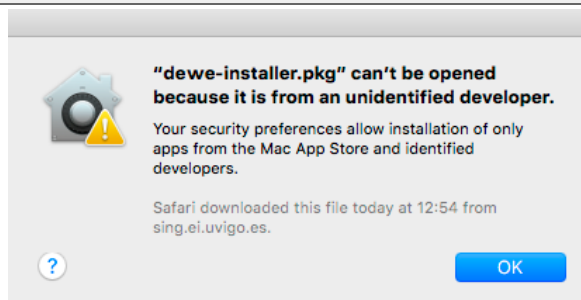 “dewe-installer.pkg” can’t be opened
because it is from an unidentified developer.
Your security preferences allow installation of only
apps from the Mac App Store and identified
developers.
Safari downloaded this file today at 12:54 from
sing.ei.uvigo.es.
?
OK